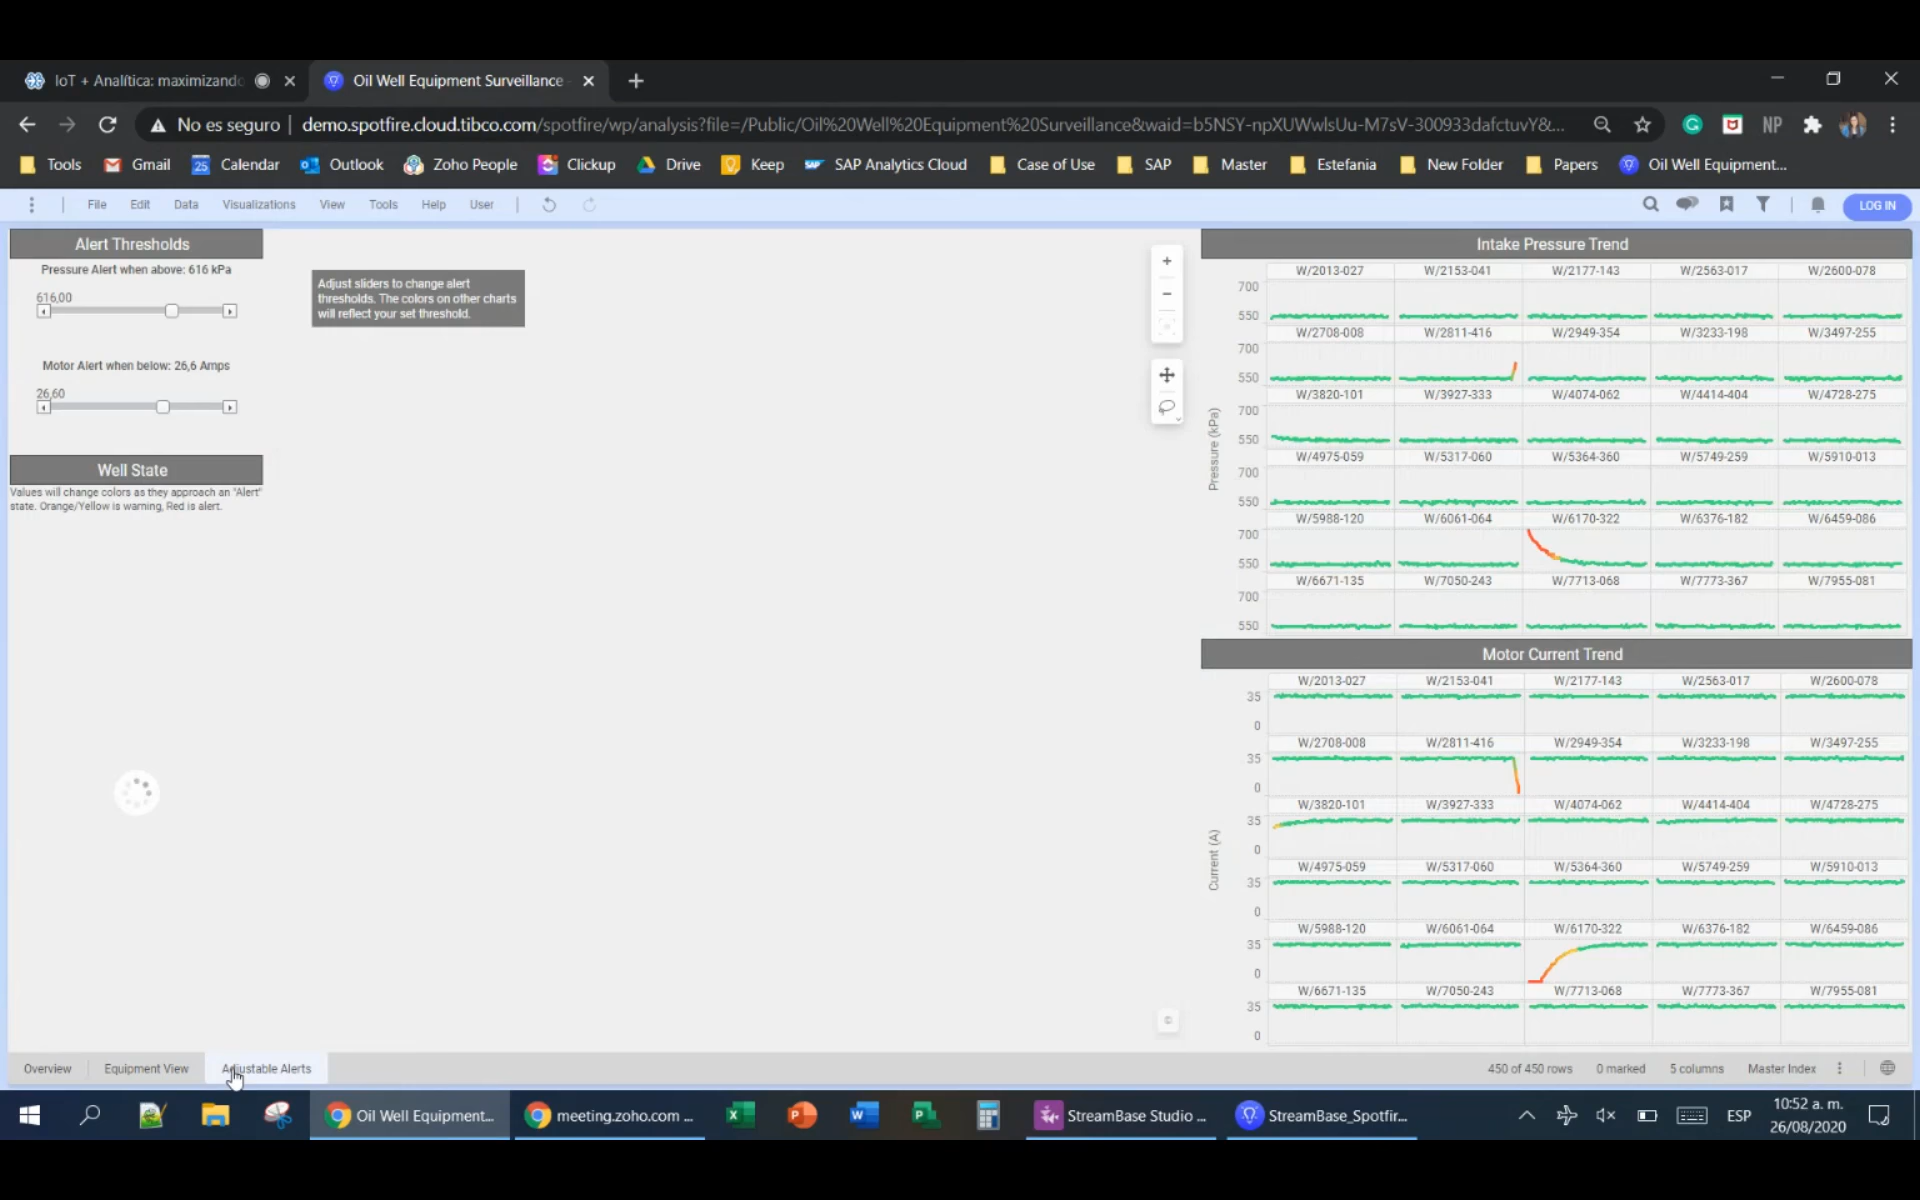 IoT + Analítica: maximizando
Oil Well Equipment Surveillance -
No es seguro
demo.spotfire.cloud.tibco.com/spotfire/wp/analysis?file=/Public/Oil%20Well%20Equipment%20Surveillance&waid=b5NSY-npXUWwlsUu-M7sV-300933dafctuvY&...
NP
Tools Gmail Calendar Outlook Zoho People Clickup Drive Keep SAP Analytics Cloud Case of Use SAP Master Estefania New Folder Papers Oil Well Equipment...
File Edit Data Visualizations View Tools Help User
LOG IN
Alert Thresholds
Pressure Alert when above: 616 kPa
616,00
Motor Alert when below: 26,6 Amps
26,60
Adjust sliders to change alert
thresholds. The colors on other charts
will reflect your set threshold.
Well State
Values will change colors as they approach an "Alert"
state. Orange/Yellow is warning, Red is alert.
Intake Pressure Trend
Pressure (kPa)
W/2013-027 W/2153-041 W/2177-143 W/2563-017 W/2600-078
700
550
W/2708-008 W/2811-416 W/2949-354 W/3233-198 W/3497-255
700
550
W/3820-101 W/3927-333 W/4074-062 W/4414-404 W/4728-275
700
550
W/4975-059 W/5317-060 W/5364-360 W/5749-259 W/5910-013
700
550
W/5988-120 W/6061-064 W/6170-322 W/6376-182 W/6459-086
700
550
W/6671-135 W/7050-243 W/7713-068 W/7773-367 W/7955-081
700
550
Motor Current Trend
Current (A)
W/2013-027 W/2153-041 W/2177-143 W/2563-017 W/2600-078
35
0
W/2708-008 W/2811-416 W/2949-354 W/3233-198 W/3497-255
35
0
W/3820-101 W/3927-333 W/4074-062 W/4414-404 W/4728-275
35
0
W/4975-059 W/5317-060 W/5364-360 W/5749-259 W/5910-013
35
0
W/5988-120 W/6061-064 W/6170-322 W/6376-182 W/6459-086
35
0
W/6671-135 W/7050-243 W/7713-068 W/7773-367 W/7955-081
35
0
Overview Equipment View Adjustable Alerts
450 of 450 rows 0 marked 5 columns Master Index
Oil Well Equipment... meeting.zoho.com ... StreamBase Studio ... StreamBase_Spotfir...
ESP
10:52 a. m.
26/08/2020